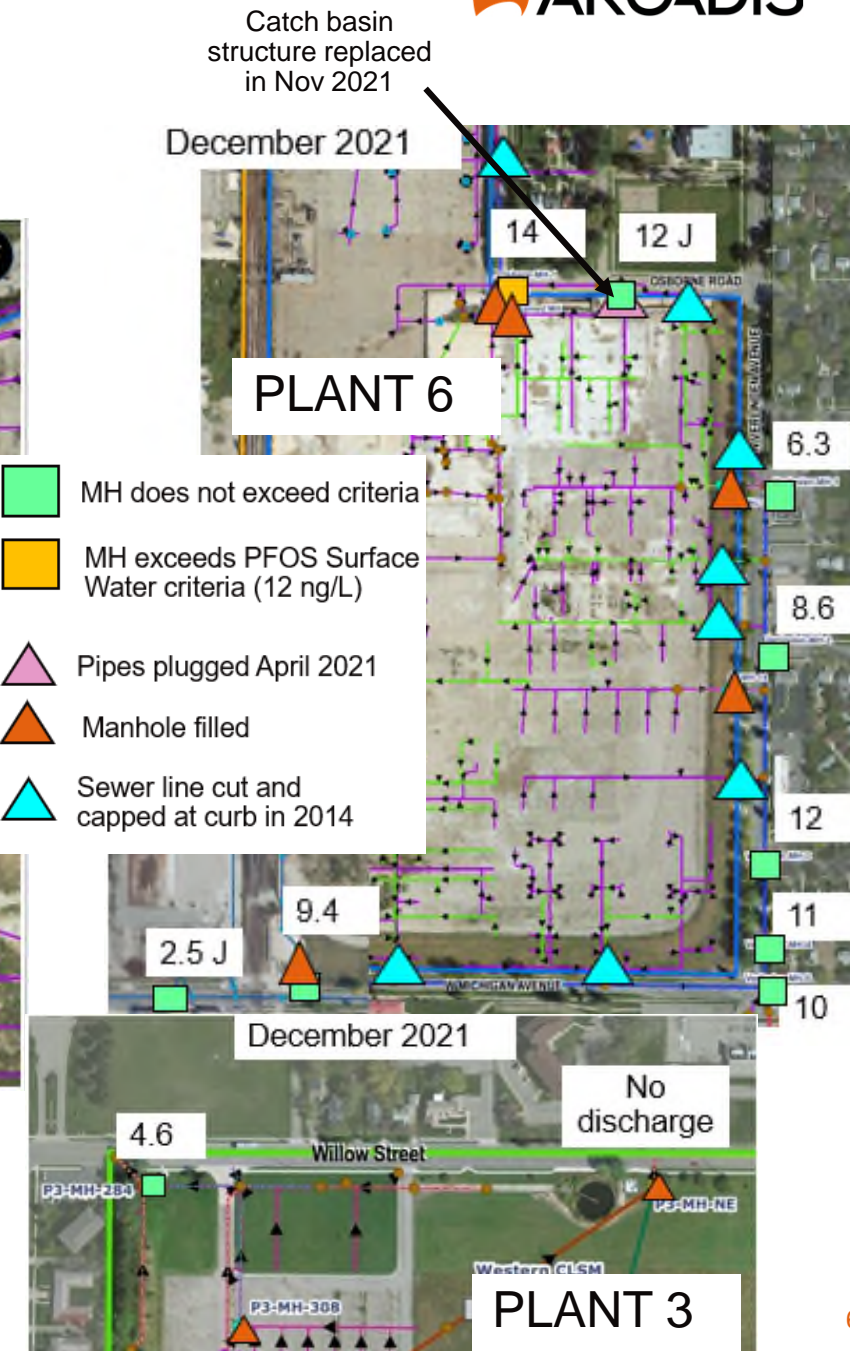 ARCADIS
Catch basin
structure replaced
in Nov 2021
December 2021
14
12 J
OSBORNE ROAD
PLANT 6
6.3
MH does not exceed criteria
MH exceeds PFOS Surface
Water criteria (12 ng/L)
8.6
Pipes plugged April 2021
Manhole filled
Sewer line cut and
capped at curb in 2014
12
9.4
11
2.5 J
W MICHIGAN AVENUE
10
December 2021
No
discharge
4.6
Willow Street
P3-MH-284
P3-MH-NE
Western CLSM
P3-MH-308
PLANT 3